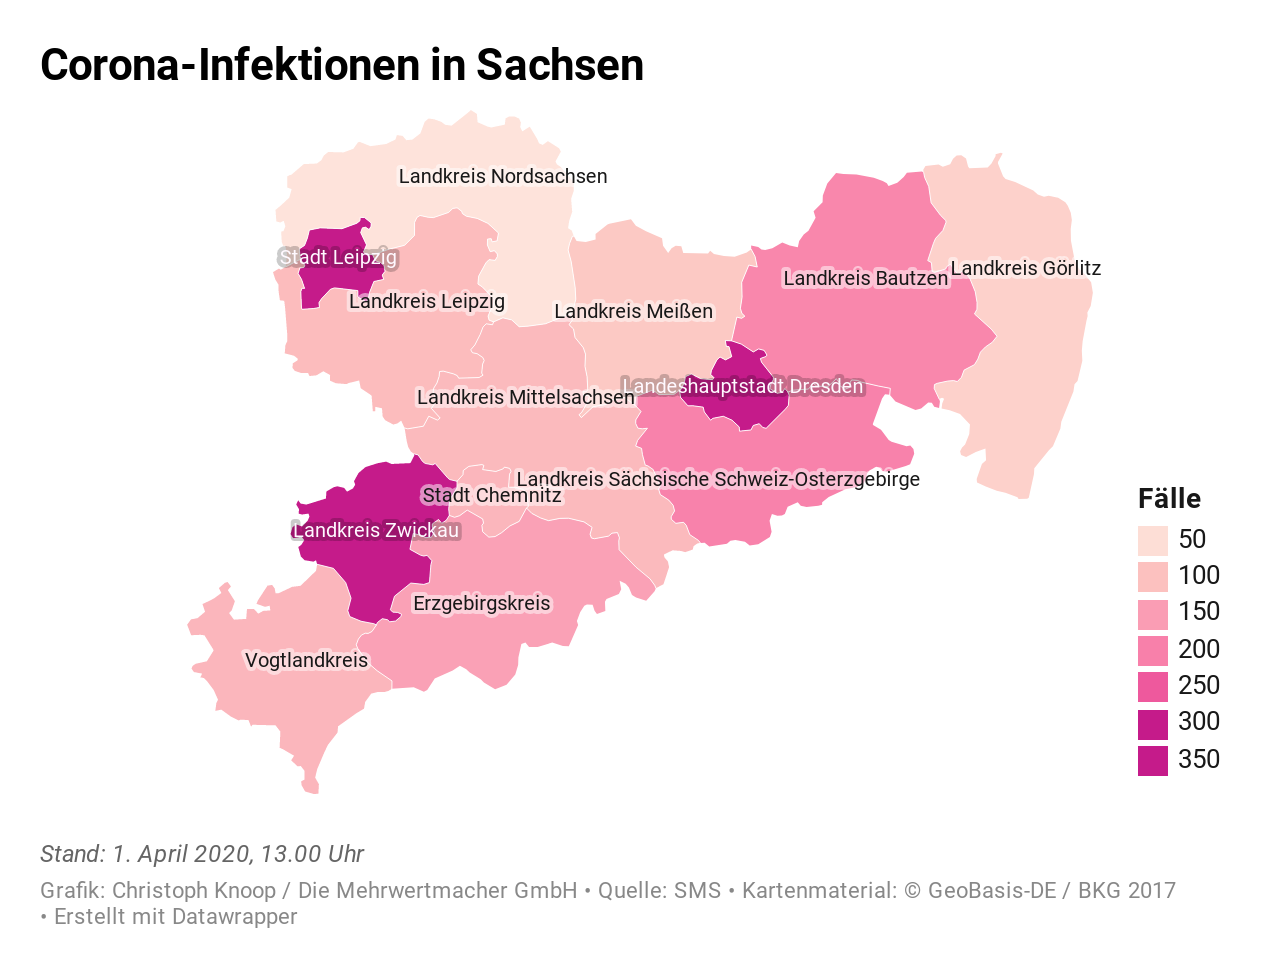 Corona-Infektionen in Sachsen
Landkreis Nordsachsen
Stadt Leipzig
Landkreis Görlitz
Landkreis Bautzen
Landkreis Leipzig
Landkreis Meißen
Landeshauptstadt Dresden
Landkreis Mittelsachsen
Landkreis Sächsische Schweiz-Osterzgebirge
Stadt Chemnitz
Landkreis Zwickau
Erzgebirgskreis
Vogtlandkreis
Fälle
50
100
150
200
250
300
350
Stand: 1. April 2020, 13.00 Uhr
Grafik: Christoph Knoop / Die Mehrwertmacher GmbH • Quelle: SMS • Kartenmaterial: © GeoBasis-DE / BKG 2017
• Erstellt mit Datawrapper